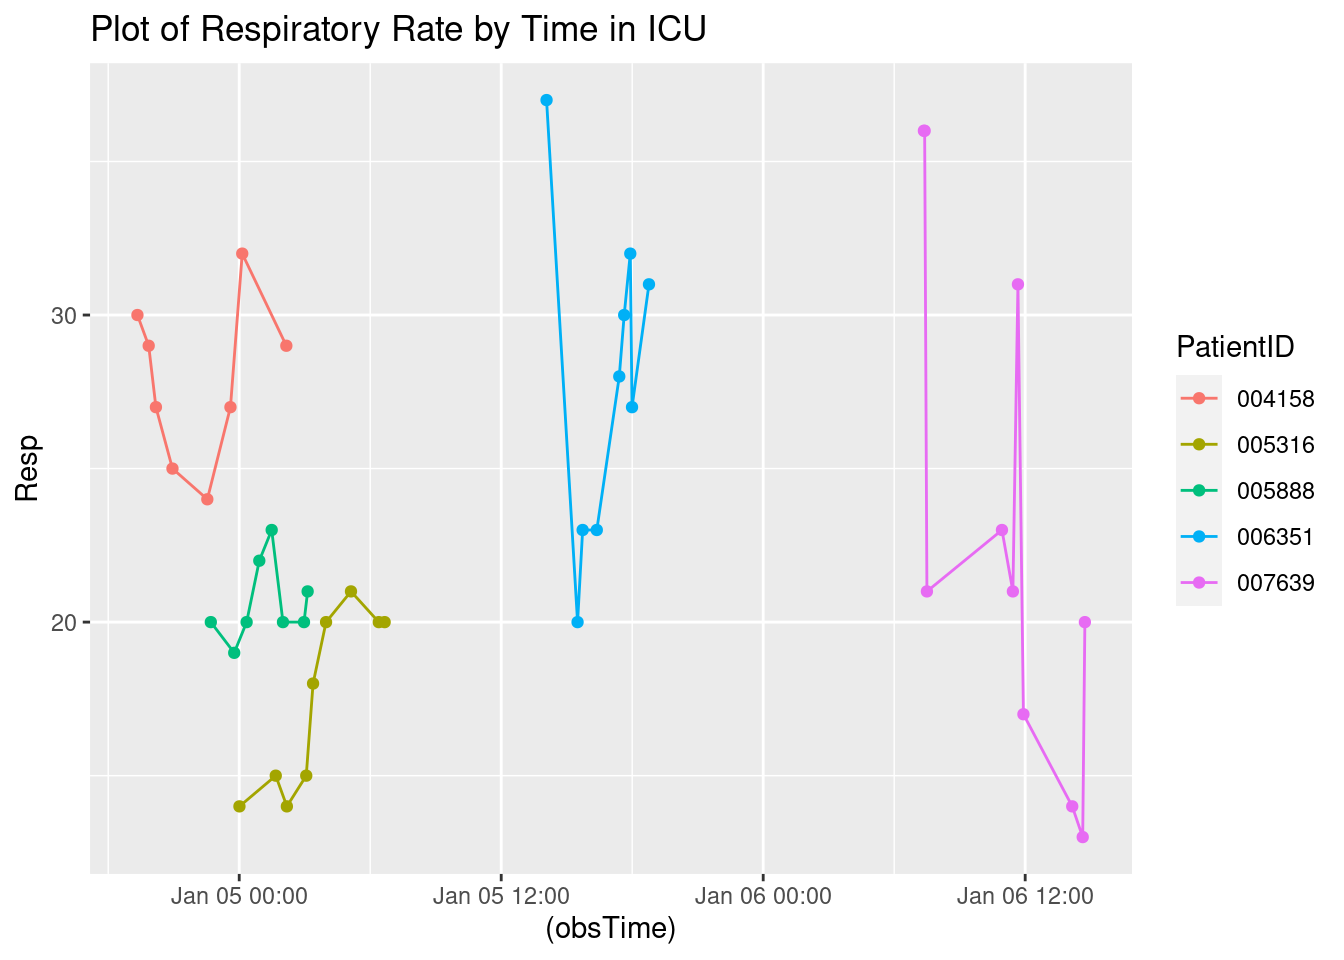 Plot of Respiratory Rate by Time in ICU
Resp
30
20
Jan 05 00:00
Jan 05 12:00
Jan 06 00:00
Jan 06 12:00
(obsTime)
PatientID
004158
005316
005888
006351
007639